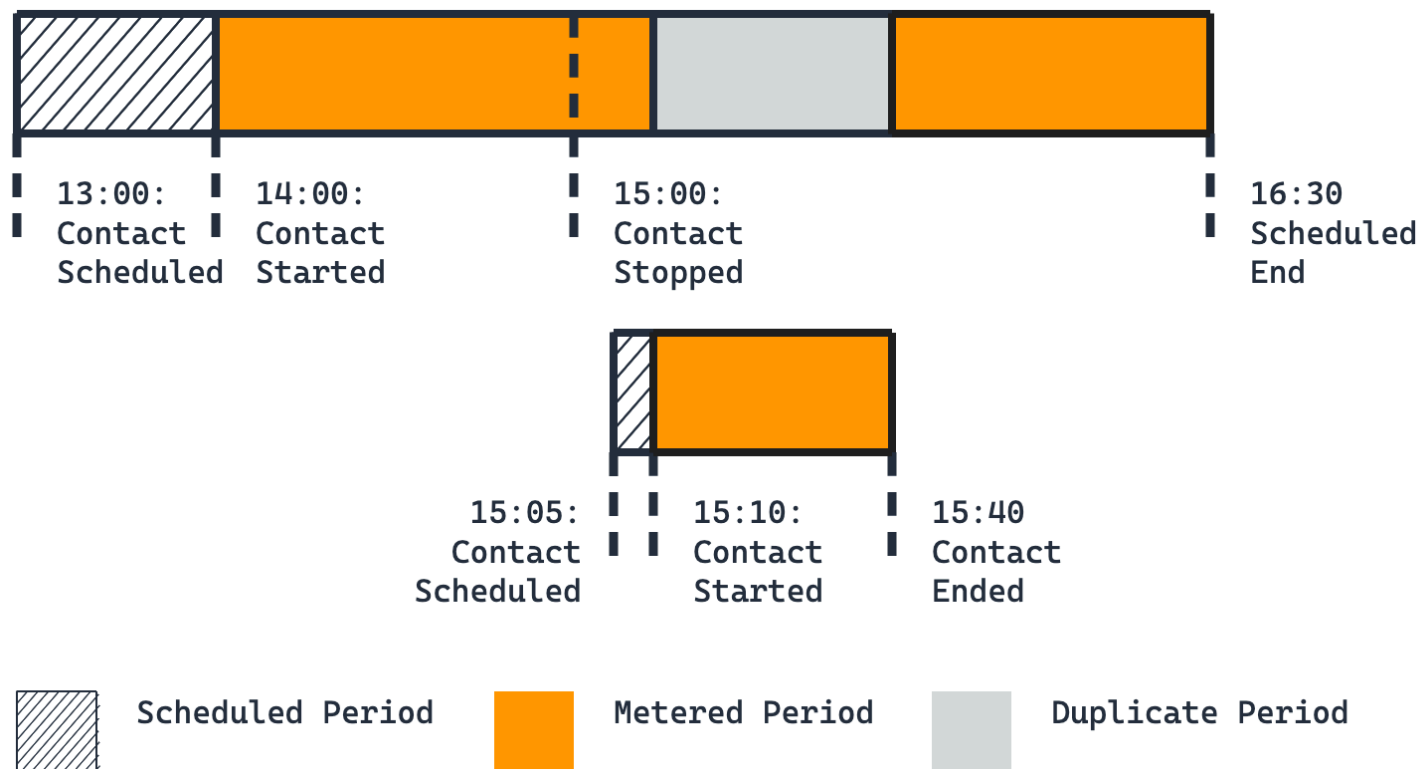 13:00:
Contact
Scheduled
14:00:
Contact
Started
15:00:
Contact
Stopped
16:30
Scheduled
End
15:05:
Contact
Scheduled
15:10:
Contact
Started
15:40
Contact
Ended
Scheduled Period
Metered Period
Duplicate Period